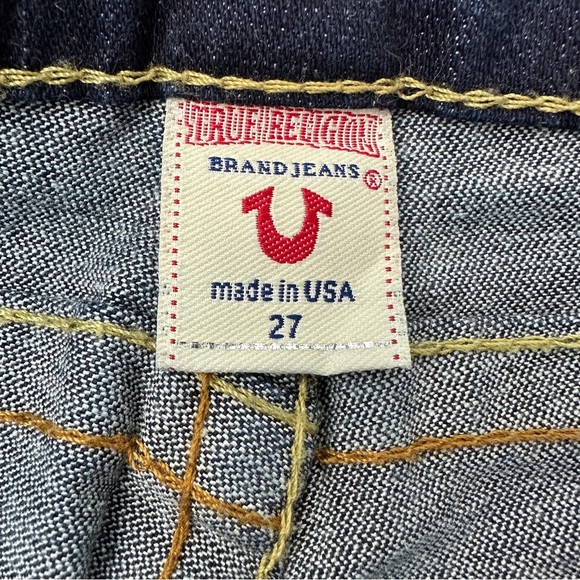 TRUE RELIGION
BRAND JEANS ®
made in USA
27